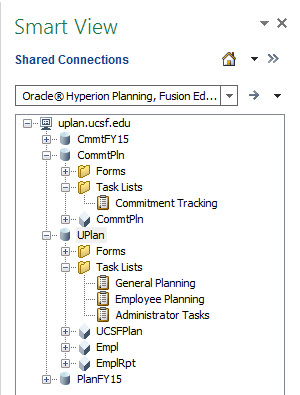 Smart View
Shared Connections
Oracle® Hyperion Planning, Fusion Ed...
uplan.ucsf.edu
CmmtFY15
CommtPln
Forms
Task Lists
Commitment Tracking
CommtPln
UPlan
Forms
Task Lists
General Planning
Employee Planning
Administrator Tasks
UCSFPlan
Empl
EmplRpt
PlanFY15